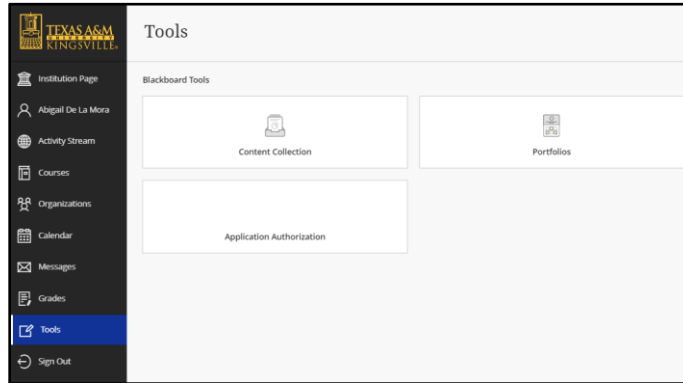 TEXAS A&M
UNIVERSITY
KINGSVILLE®
Tools
Institution Page
Abigail De La Mora
Activity Stream
Courses
Organizations
Calendar
Messages
Grades
Tools
Sign Out
Blackboard Tools
Content Collection
Portfolios
Application Authorization